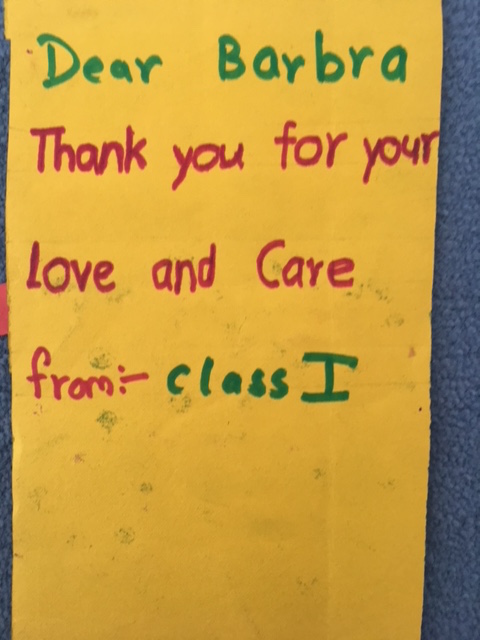 Dear Barbra
Thank you for your
love and Care
from:- class I